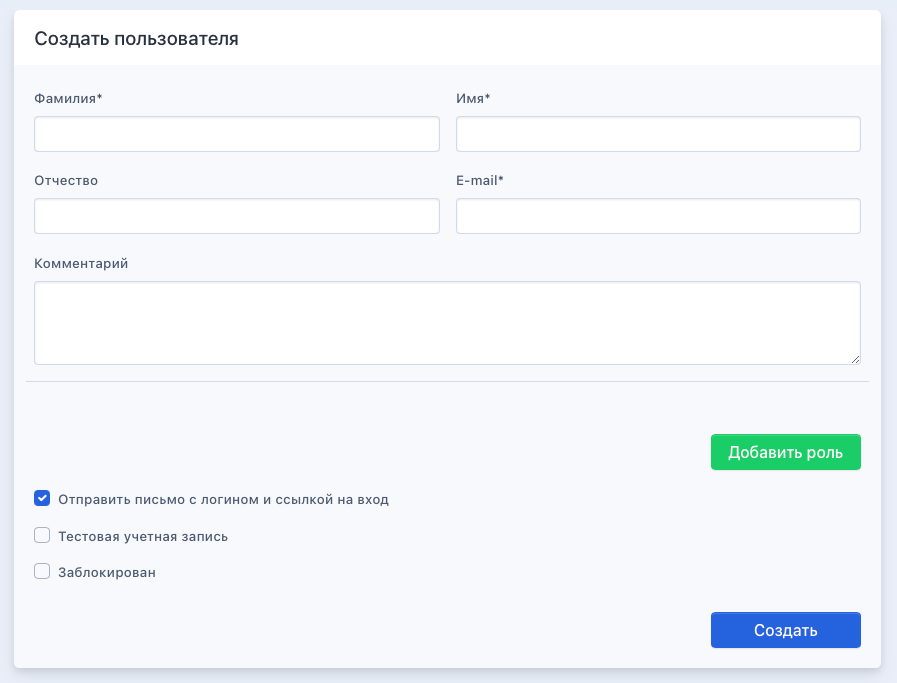 Создать пользователя
Фамилия*
Имя*
Отчество
E-mail*
Комментарий
Добавить роль
Отправить письмо с логином и ссылкой на вход
Тестовая учетная запись
Заблокирован
Создать